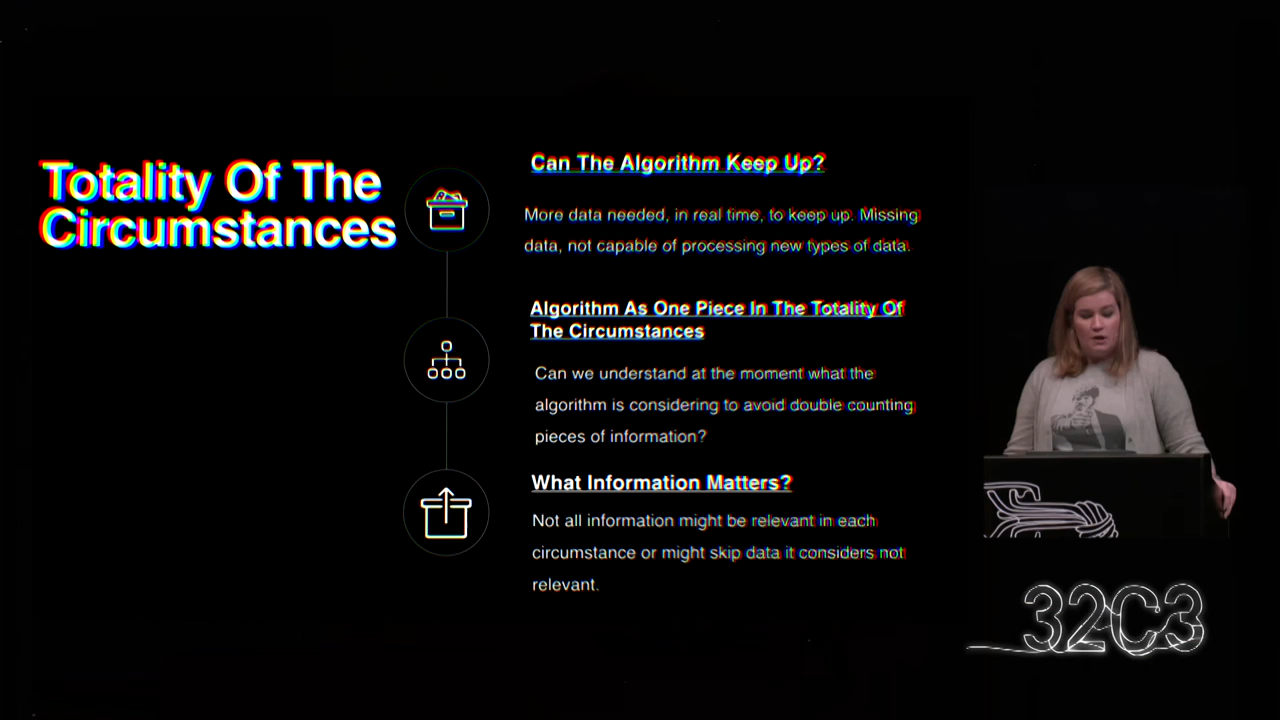 Totality Of The
Circumstances
Can The Algorithm Keep Up?
More data needed, in real time, to keep up. Missing
data, not capable of processing new types of data.
Algorithm As One Piece In The Totality Of
The Circumstances
Can we understand at the moment what the
algorithm is considering to avoid double counting
pieces of information?
What Information Matters?
Not all information might be relevant in each
circumstance or might skip data it considers not
relevant.
32C3